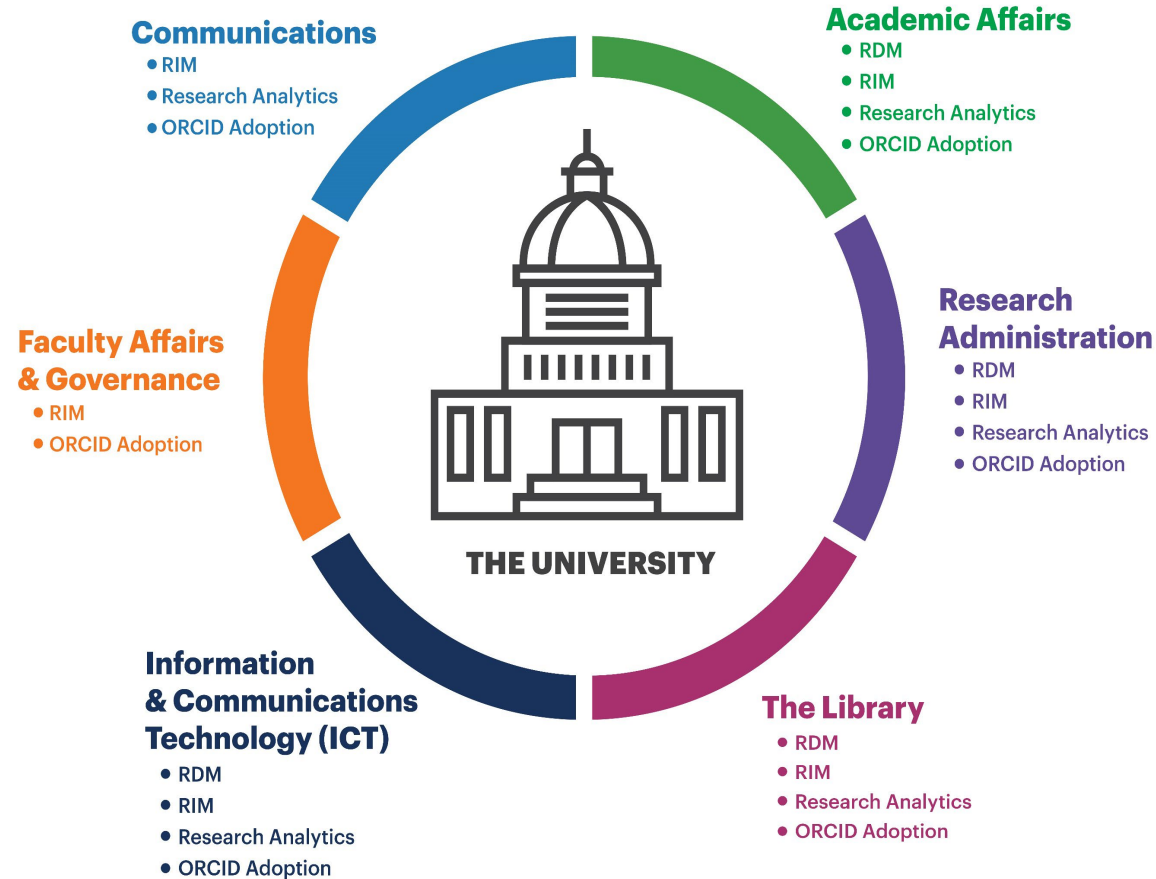 Communications
• RIM
• Research Analytics
• ORCID Adoption
Academic Affairs
• RDM
• RIM
• Research Analytics
• ORCID Adoption
Research
Administration
• RDM
• RIM
• Research Analytics
• ORCID Adoption
The Library
• RDM
• RIM
• Research Analytics
• ORCID Adoption
Information
& Communications
Technology (ICT)
• RDM
• RIM
• Research Analytics
• ORCID Adoption
Faculty Affairs
& Governance
• RIM
• ORCID Adoption
THE UNIVERSITY